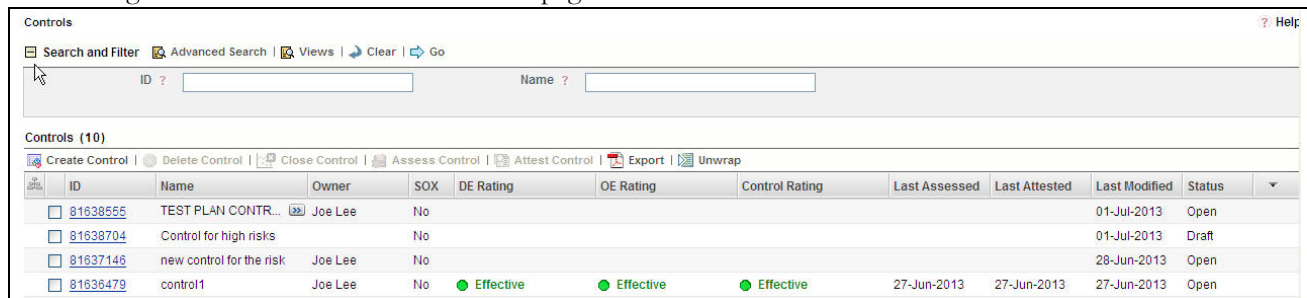 Controls ? Help
Search and Filter Advanced Search | Views | Clear | Go
ID ? Name ?
Controls (10)
Create Control | Delete Control | Close Control | Assess Control | Attest Control | Export | Unwrap
ID Name Owner SOX DE Rating OE Rating Control Rating Last Assessed Last Attested Last Modified Status
81638555 TEST PLAN CONTR... Joe Lee No 01-Jul-2013 Open
81638704 Control for high risks No 01-Jul-2013 Draft
81637146 new control for the risk Joe Lee No 28-Jun-2013 Open
81636479 control1 Joe Lee No Effective Effective Effective 27-Jun-2013 27-Jun-2013 27-Jun-2013 Open